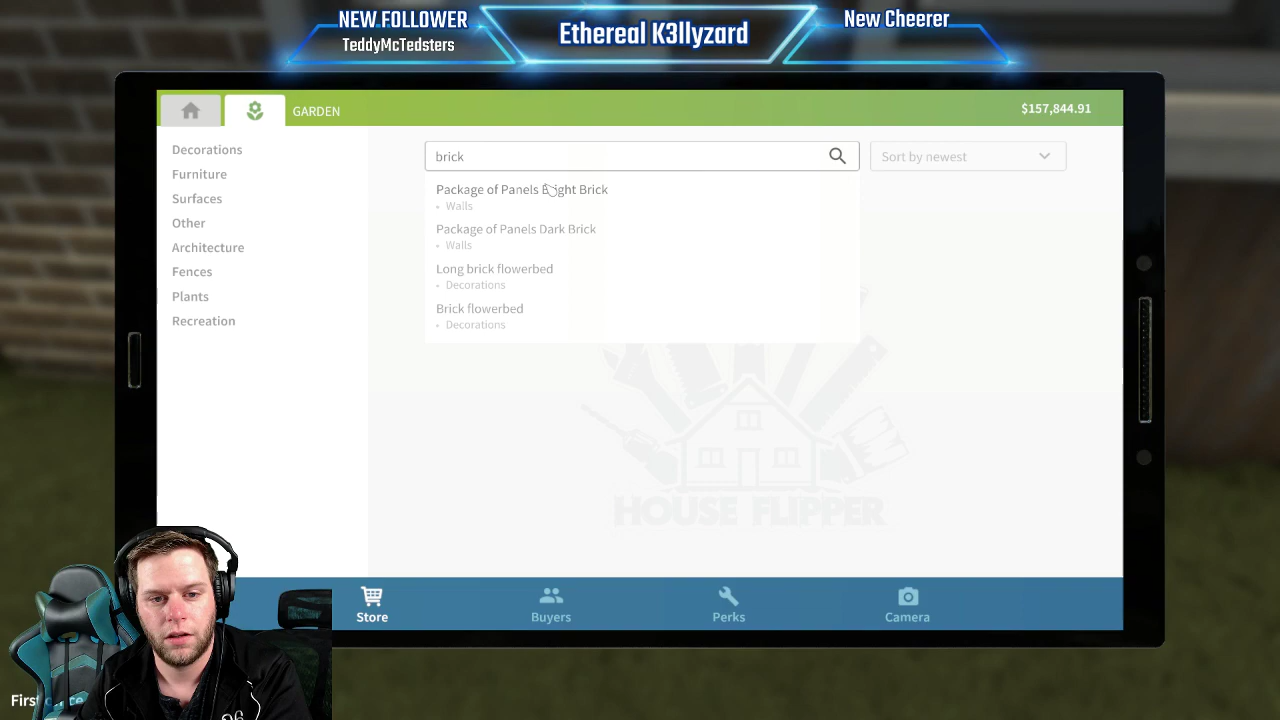 NEW FOLLOWER
TeddyMcTedsters
Ethereal K3llyzard
New Cheerer
GARDEN
$157,844.91
Decorations
Furniture
Surfaces
Other
Architecture
Fences
Plants
Recreation
brick
Sort by newest
Package of Panels Bright Brick
• Walls
Package of Panels Dark Brick
• Walls
Long brick flowerbed
• Decorations
Brick flowerbed
• Decorations
HOUSE FLIPPER
Store
Buyers
Perks
Camera